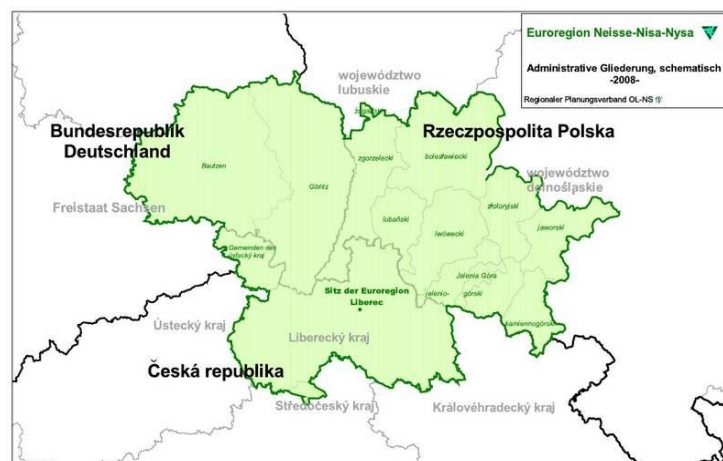 Euroregion Neisse-Nisa-Nysa
Administrative Gliederung, schematisch
-2008-
Regionaler Planungsverband OL-NS
województwo
lubuskie
Bundesrepublik
Deutschland
Rzeczpospolita Polska
zgorzelecki
bolesławiecki
Bautzen
Görlitz
województwo
dolnośląskie
Freistaat Sachsen
złotoryjski
lubański
lwówecki
jaworski
Gemeinden des
Ústecký kraj
Jelenia Góra
Sitz der Euroregion
Liberec
jelenio-
górski
kamiennogórski
Ústecký kraj
Liberecký kraj
Česká republika
Středočeský kraj
Královéhradecký kraj